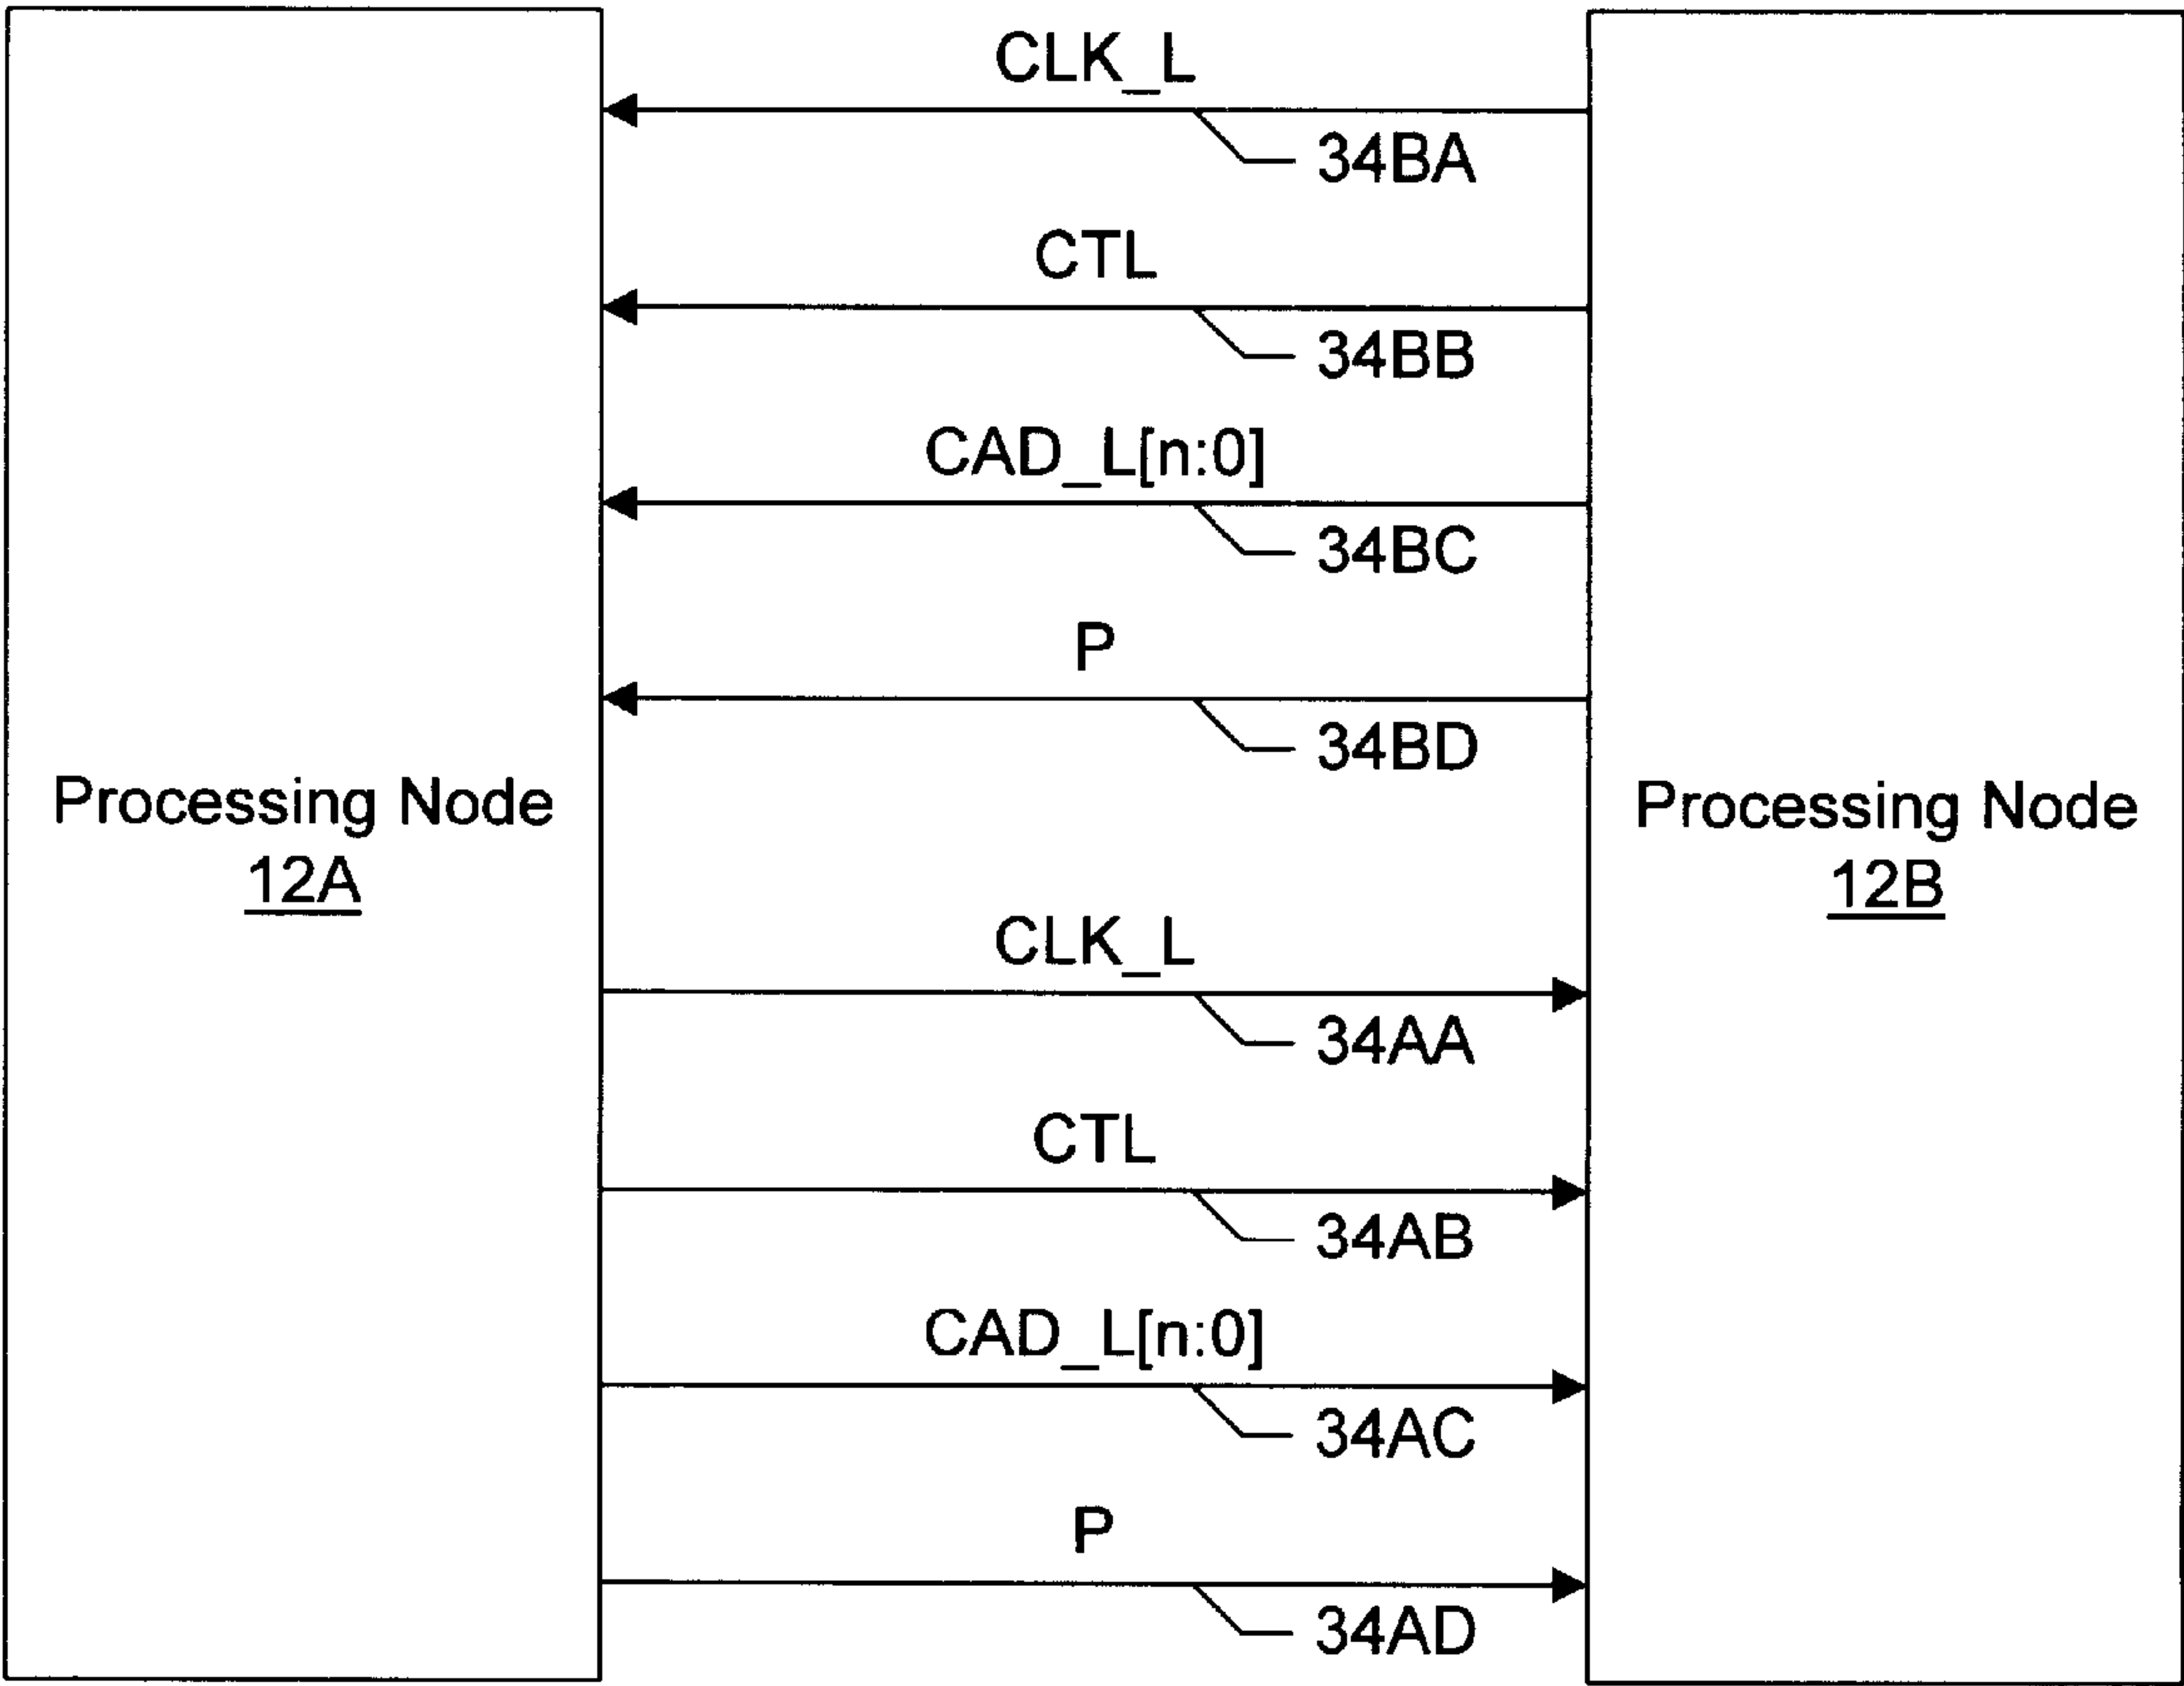 CLK_L
34BA
CTL
34BB
CAD_L[n:0]
34BC
P
34BD
Processing Node
12A
Processing Node
12B
CLK_L
34AA
CTL
34AB
CAD_L[n:0]
34AC
P
34AD